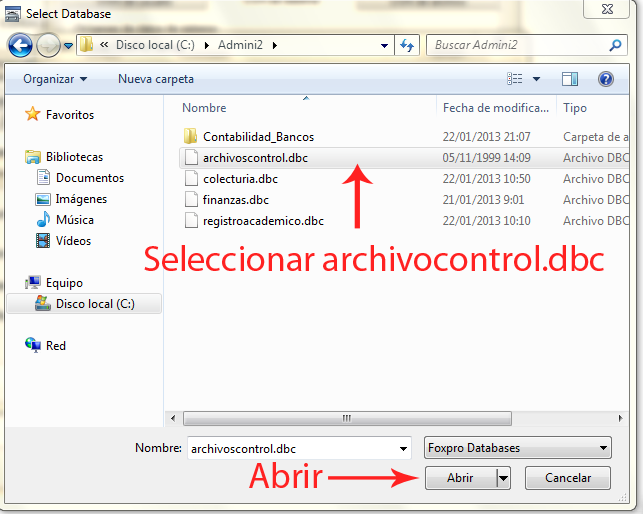 Select Database
« Disco local (C:) ▸ Admini2 ▸
Buscar Admini2
Organizar ▼ Nueva carpeta
Nombre Fecha de modifica... Tipo
Favoritos
Bibliotecas
Documentos
Imágenes
Música
Vídeos
Equipo
Disco local (C:)
Red
Contabilidad_Bancos 22/01/2013 21:07 Carpeta de a
archivoscontrol.dbc 05/11/1999 14:09 Archivo DBC
colecturia.dbc 22/01/2013 10:50 Archivo DBC
finanzas.dbc 21/01/2013 9:01 Archivo DBC
registroacademico.dbc 22/01/2013 10:10 Archivo DBC
Seleccionar archivocontrol.dbc
Nombre: archivoscontrol.dbc Foxpro Databases
Abrir Abrir Cancelar